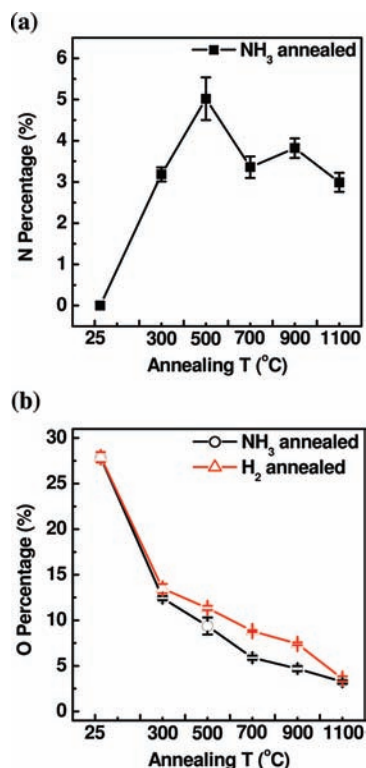 (a)
NH₃ annealed
N Percentage (%)
6
5
4
3
2
1
0
25 300 500 700 900 1100
Annealing T (°C)
(b)
NH₃ annealed
H₂ annealed
O Percentage (%)
30
25
20
15
10
5
0
25 300 500 700 900 1100
Annealing T (°C)